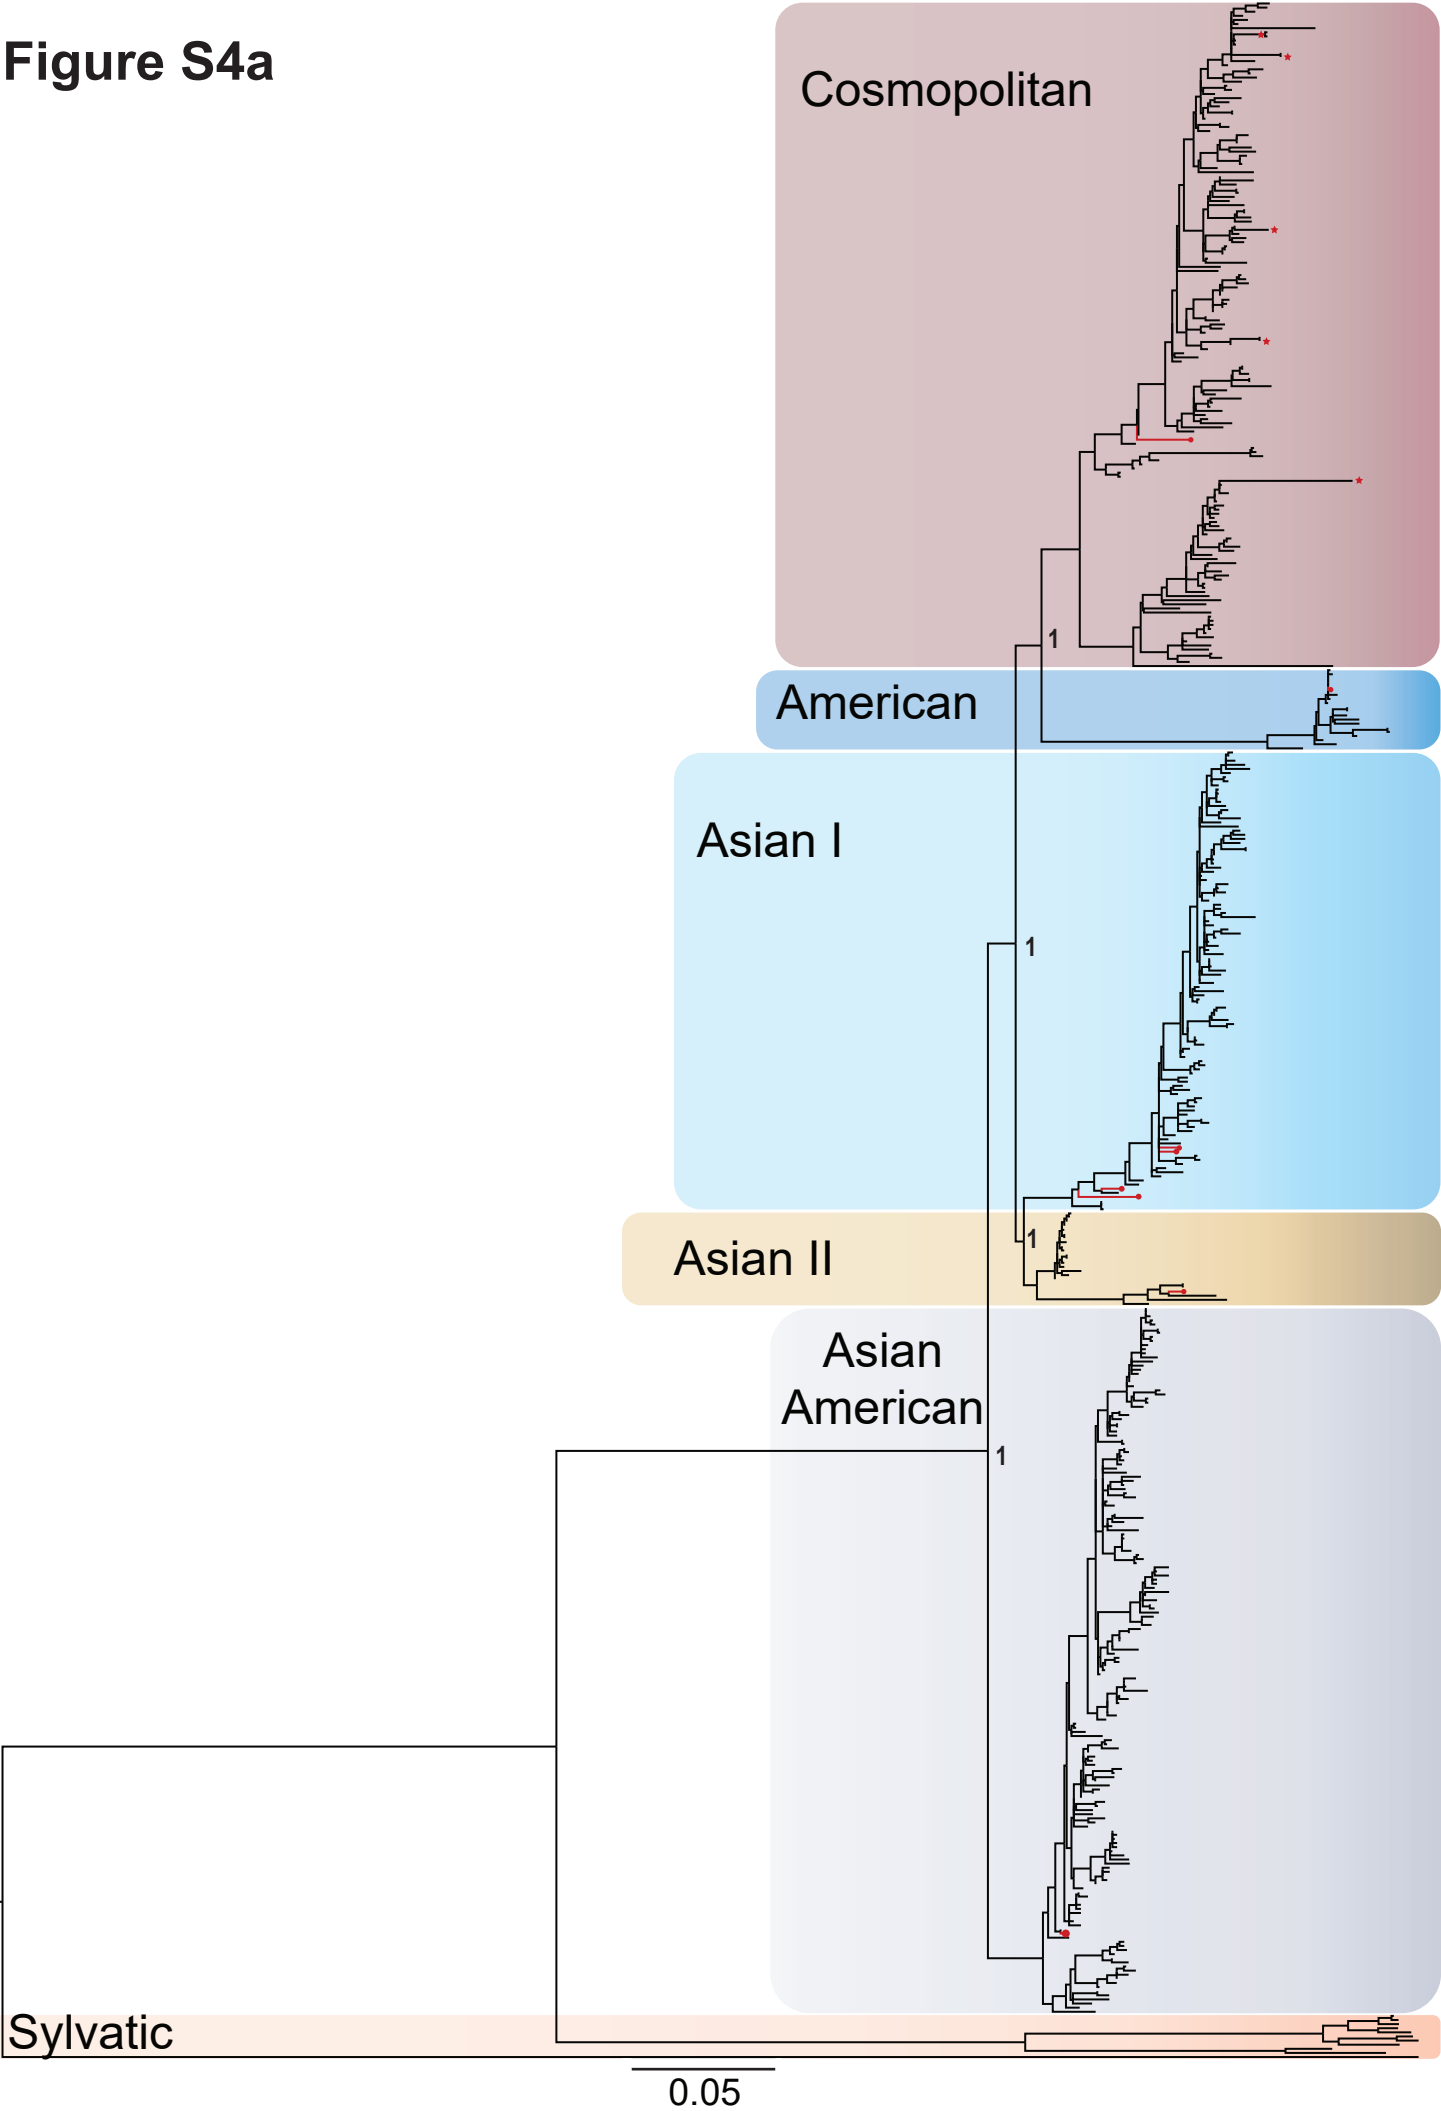 Figure S4a
Cosmopolitan
1
American
Asian I
1
1
Asian II
Asian
American
1
Sylvatic
0.05